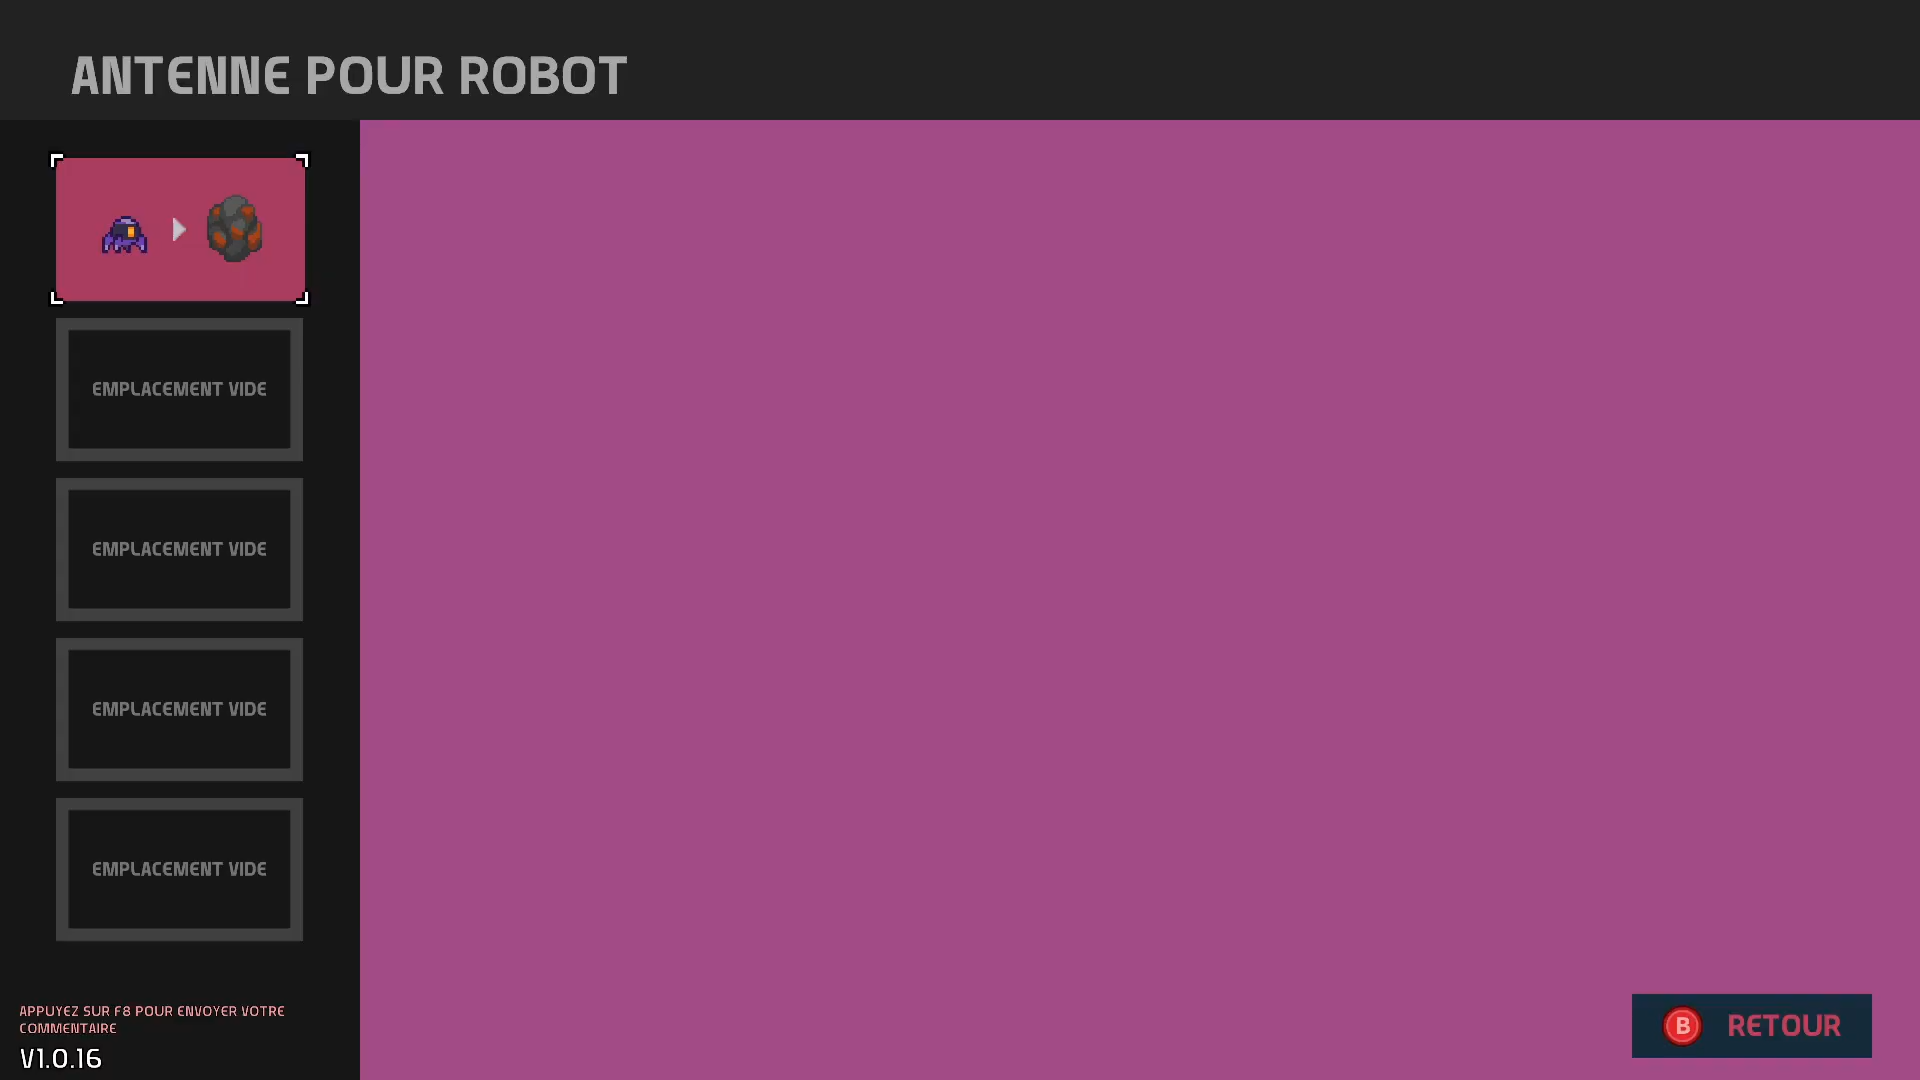 ANTENNE POUR ROBOT
EMPLACEMENT VIDE
EMPLACEMENT VIDE
EMPLACEMENT VIDE
EMPLACEMENT VIDE
APPUYEZ SUR F8 POUR ENVOYER VOTRE
COMMENTAIRE
V1.0.16
B RETOUR